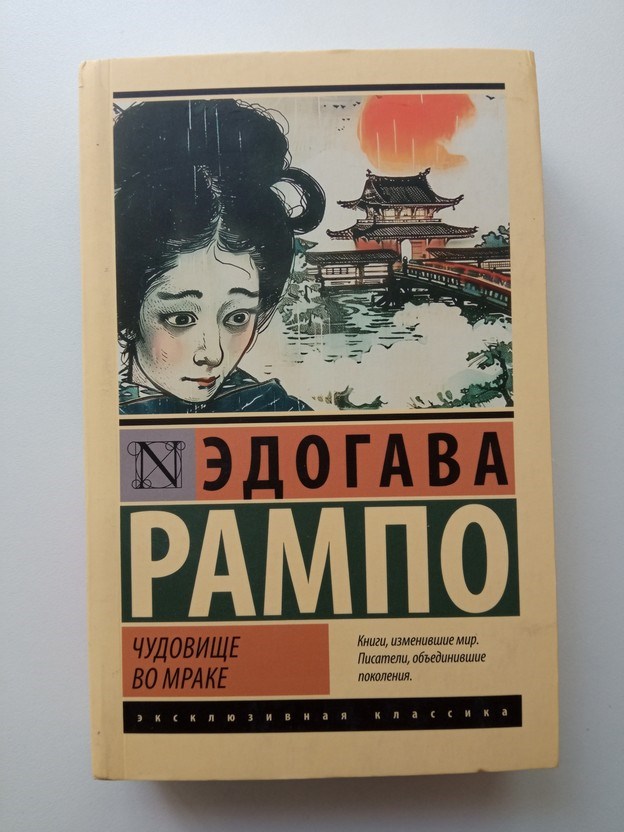 N ЭДОГАВА
РАМПО
ЧУДОВИЩЕ
ВО МРАКЕ
Книги, изменившие мир.
Писатели, объединившие
поколения.
эксклюзивная классика